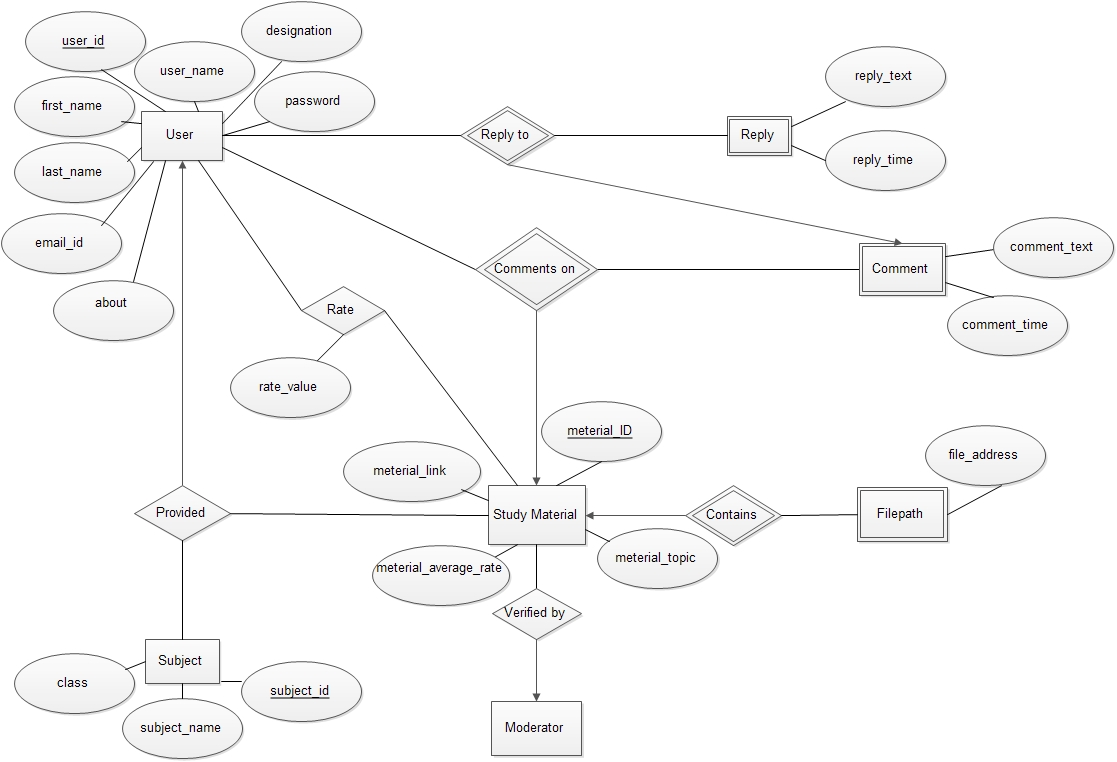 designation
user_id
user_name
reply_text
first_name
password
User
Reply to
Reply
last_name
reply_time
email_id
comment_text
Comments on
Comment
about
Rate
comment_time
rate_value
meterial_ID
meterial_link
file_address
Provided
Study Material
Contains
Filepath
meterial_average_rate
meterial_topic
Verified by
Subject
class
subject_id
subject_name
Moderator